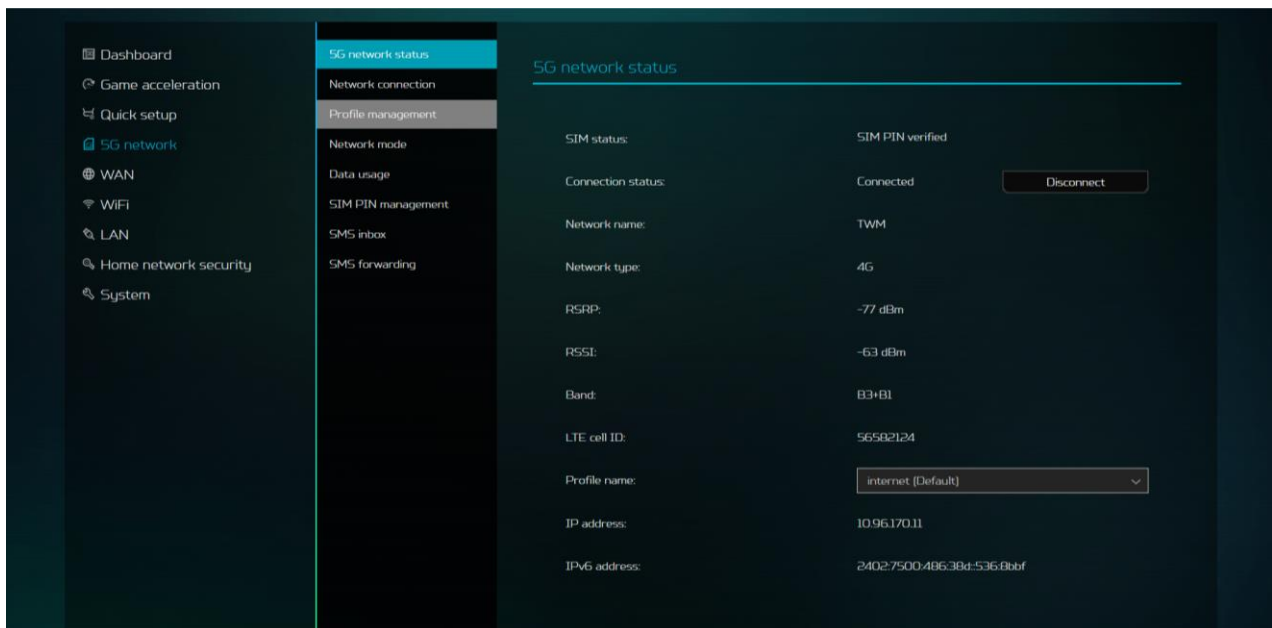 Dashboard
Game acceleration
Quick setup
5G network
WAN
WiFi
LAN
Home network security
System
5G network status
Network connection
Profile management
Network mode
Data usage
SIM PIN management
SMS inbox
SMS forwarding
5G network status
SIM status: SIM PIN verified
Connection status: Connected Disconnect
Network name: TWM
Network type: 4G
RSRP: -77 dBm
RSSI: -63 dBm
Band: B3+B1
LTE cell ID: 56582124
Profile name: internet (Default)
IP address: 10.96.170.11
IPv6 address: 2402:7500:486:38d::536:8bbf